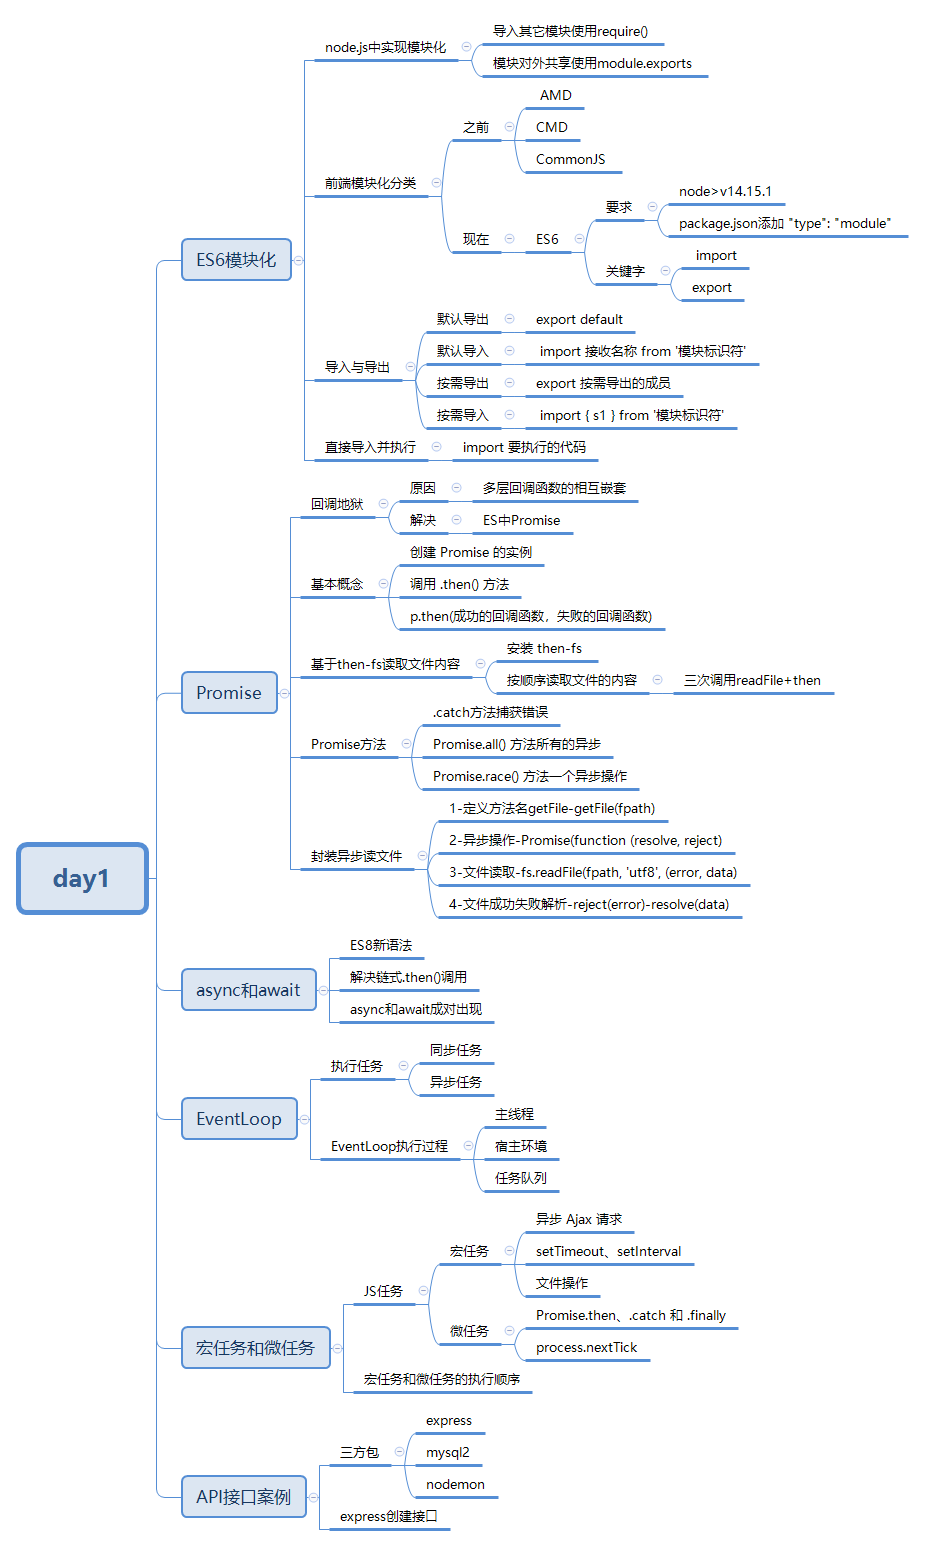 day1
ES6模块化
node.js中实现模块化
导入其它模块使用require()
模块对外共享使用module.exports
前端模块化分类
之前
AMD
CMD
CommonJS
现在
ES6
要求
node>v14.15.1
package.json添加 "type": "module"
关键字
import
export
导入与导出
默认导出
export default
默认导入
import 接收名称 from '模块标识符'
按需导出
export 按需导出的成员
按需导入
import { s1 } from '模块标识符'
直接导入并执行
import 要执行的代码
Promise
回调地狱
原因
多层回调函数的相互嵌套
解决
ES中Promise
基本概念
创建 Promise 的实例
调用 .then() 方法
p.then(成功的回调函数，失败的回调函数)
基于then-fs读取文件内容
安装 then-fs
按顺序读取文件的内容
三次调用readFile+then
Promise方法
.catch方法捕获错误
Promise.all() 方法所有的异步
Promise.race() 方法一个异步操作
封装异步读文件
1-定义方法名getFile-getFile(fpath)
2-异步操作-Promise(function (resolve, reject)
3-文件读取-fs.readFile(fpath, 'utf8', (error, data)
4-文件成功失败解析-reject(error)-resolve(data)
async和await
ES8新语法
解决链式.then()调用
async和await成对出现
EventLoop
执行任务
同步任务
异步任务
EventLoop执行过程
主线程
宿主环境
任务队列
宏任务和微任务
JS任务
宏任务
异步 Ajax 请求
setTimeout、setInterval
文件操作
微任务
Promise.then、.catch 和 .finally
process.nextTick
宏任务和微任务的执行顺序
API接口案例
三方包
express
mysql2
nodemon
express创建接口